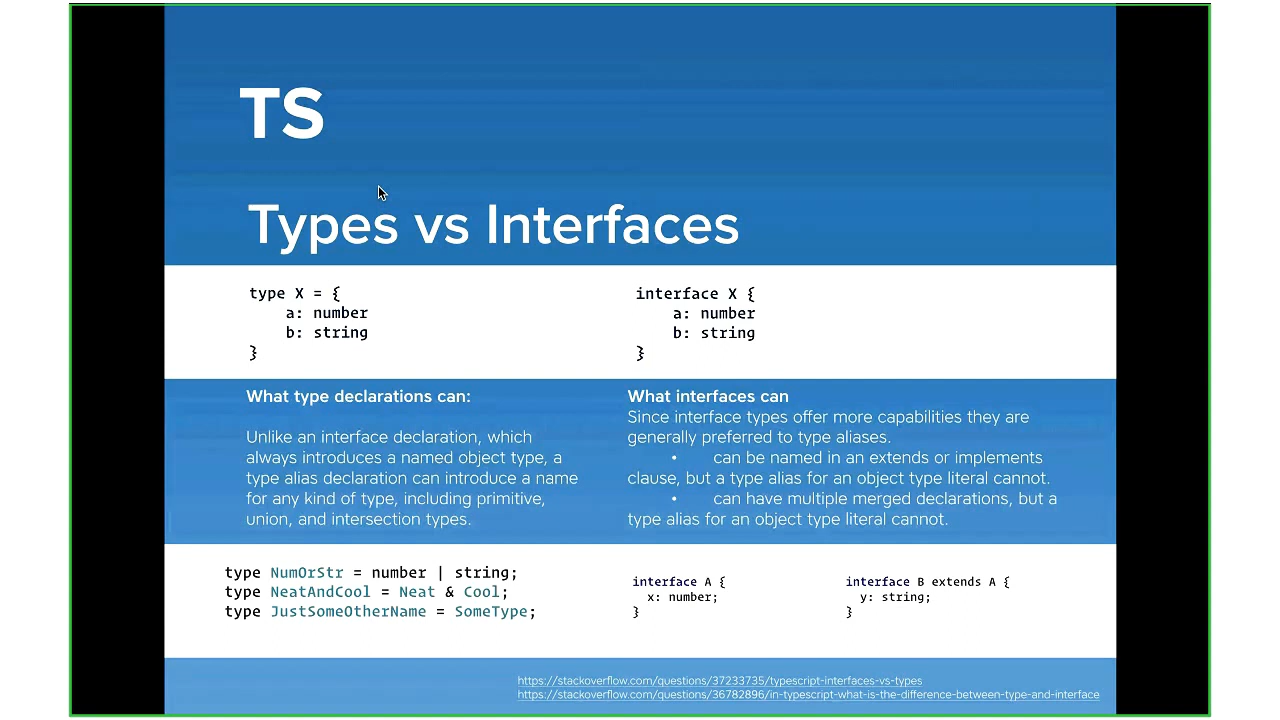 TS
Types vs Interfaces
type X = {
    a: number
    b: string
}
interface X {
    a: number
    b: string
}
What type declarations can:
Unlike an interface declaration, which
always introduces a named object type, a
type alias declaration can introduce a name
for any kind of type, including primitive,
union, and intersection types.
What interfaces can
Since interface types offer more capabilities they are
generally preferred to type aliases.
• can be named in an extends or implements
clause, but a type alias for an object type literal cannot.
• can have multiple merged declarations, but a
type alias for an object type literal cannot.
type NumOrStr = number | string;
type NeatAndCool = Neat & Cool;
type JustSomeOtherName = SomeType;
interface A {
  x: number;
}
interface B extends A {
  y: string;
}
https://stackoverflow.com/questions/37233735/typescript-interfaces-vs-types
https://stackoverflow.com/questions/36782896/in-typescript-what-is-the-difference-between-type-and-interface